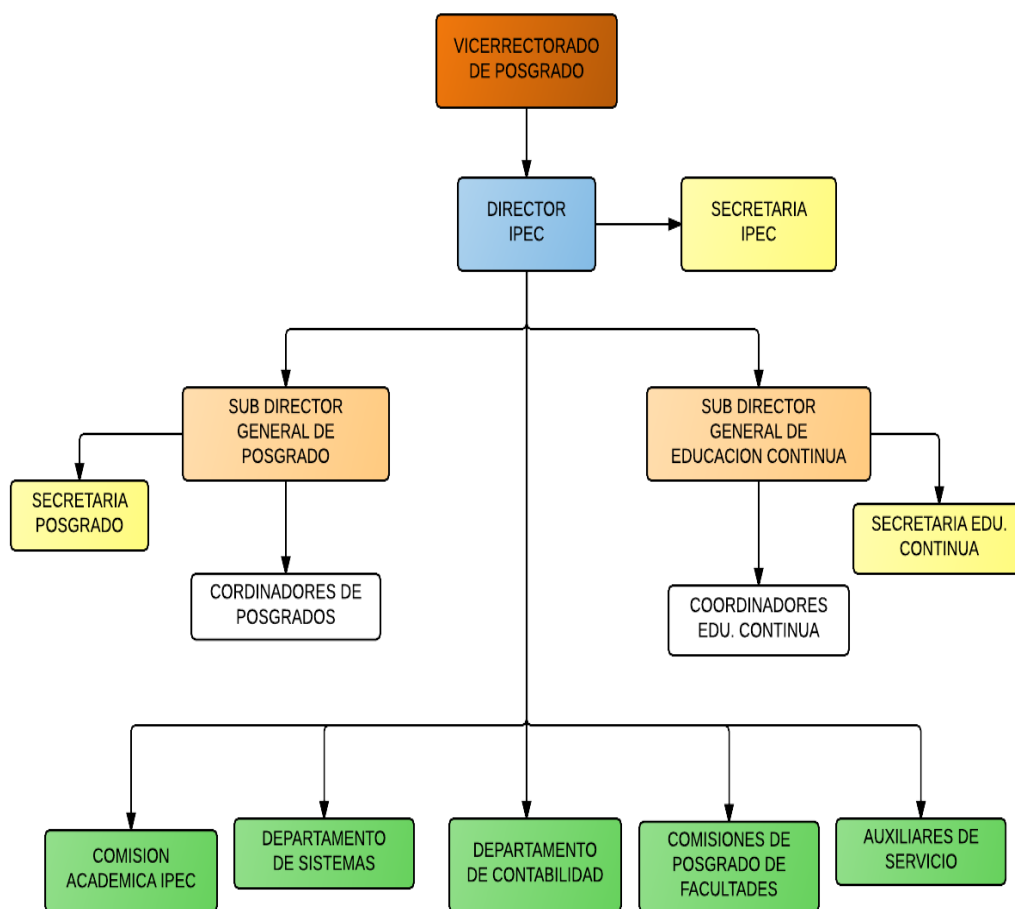 VICERRECTORADO
DE POSGRADO
DIRECTOR
IPEC
SECRETARIA
IPEC
SUB DIRECTOR
GENERAL DE
POSGRADO
SUB DIRECTOR
GENERAL DE
EDUCACION CONTINUA
SECRETARIA
POSGRADO
SECRETARIA EDU.
CONTINUA
CORDINADORES DE
POSGRADOS
COORDINADORES
EDU. CONTINUA
COMISION
ACADEMICA IPEC
DEPARTAMENTO
DE SISTEMAS
DEPARTAMENTO
DE CONTABILIDAD
COMISIONES DE
POSGRADO DE
FACULTADES
AUXILIARES DE
SERVICIO